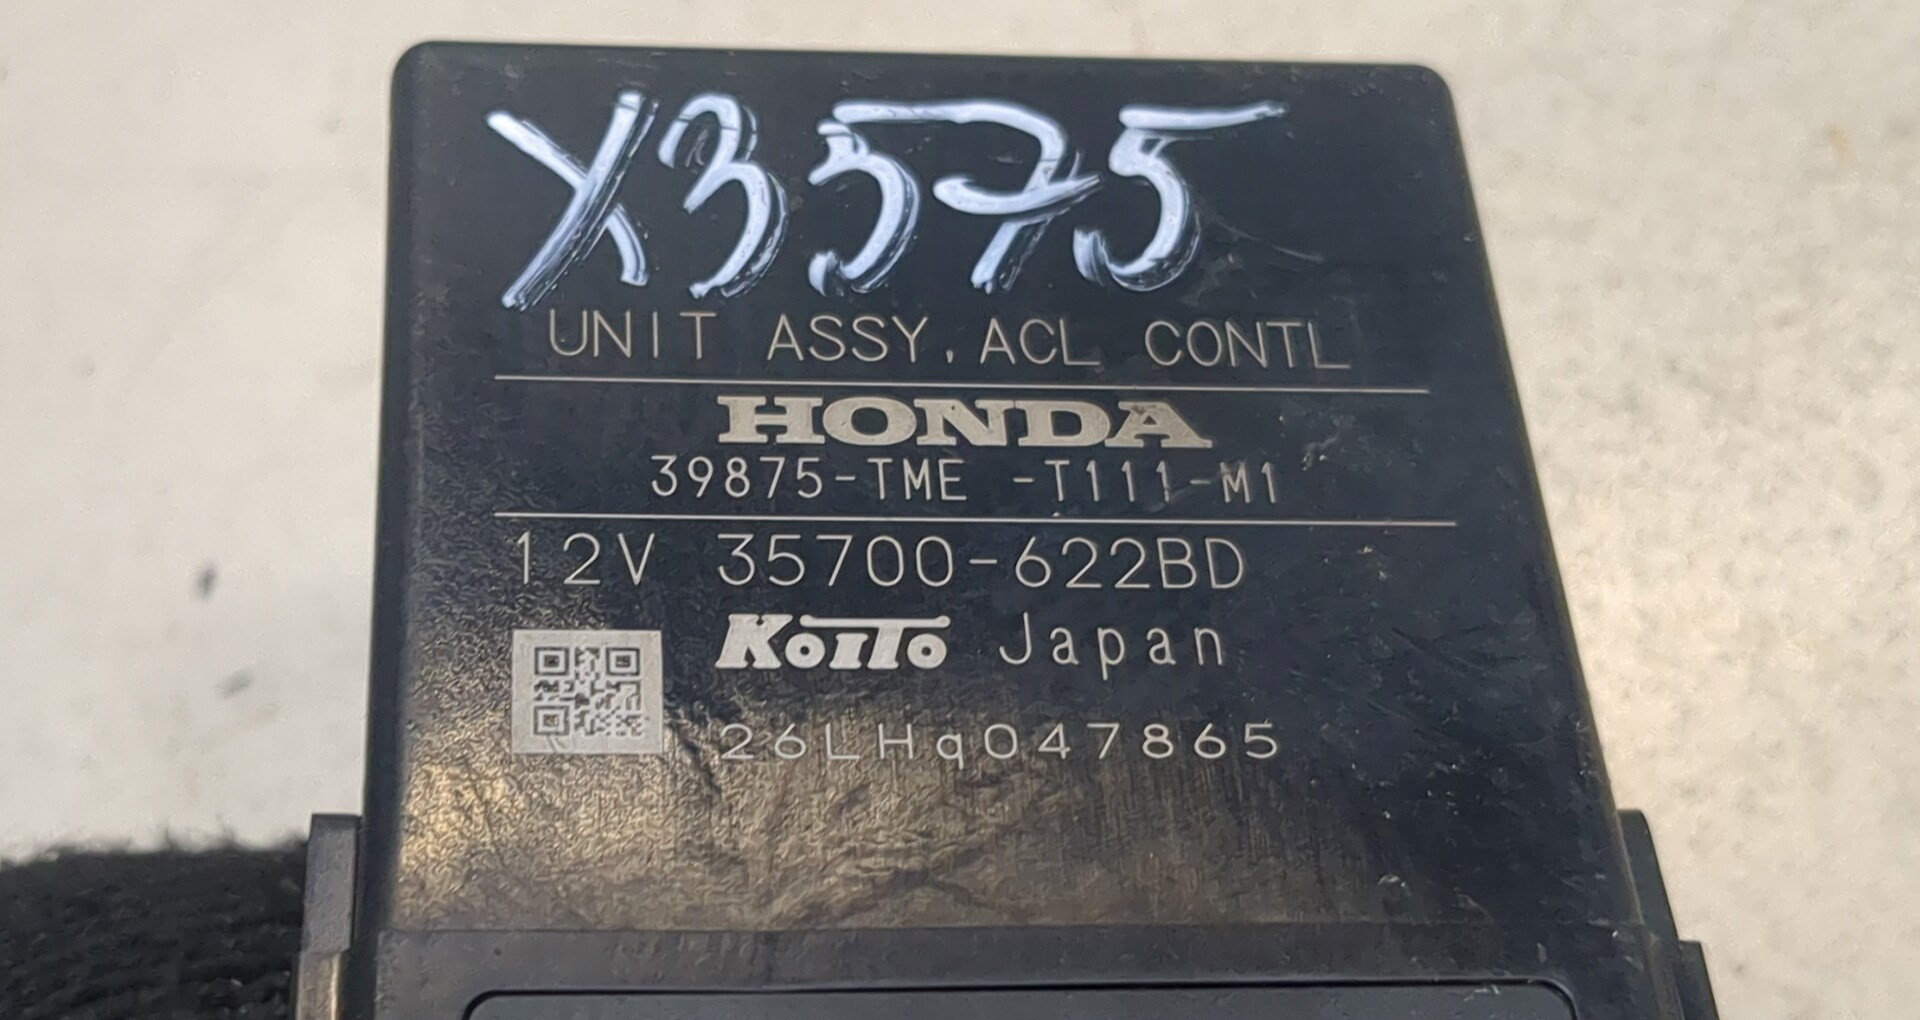 X3575
UNIT ASSY, ACL CONTL
HONDA
39875-TME -T111-M1
12V 35700-622BD
KOITO Japan
26LHq047865